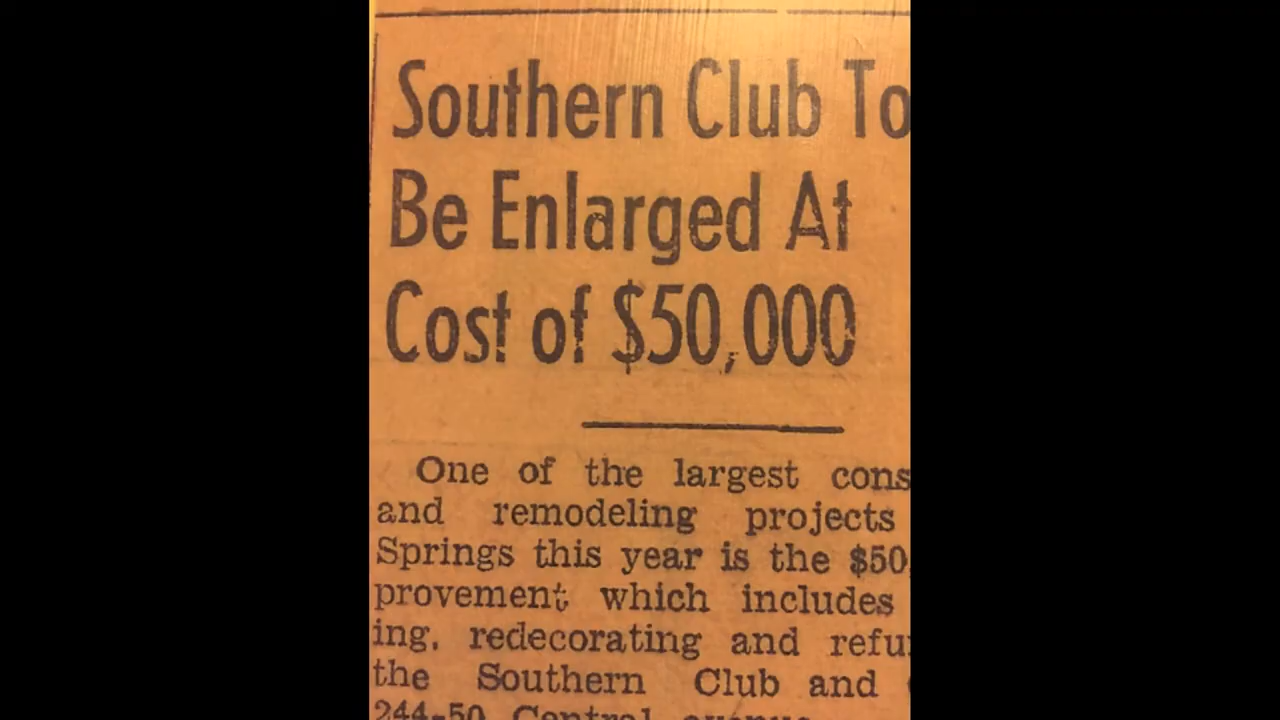 Southern Club To
Be Enlarged At
Cost of $50,000
One of the largest cons
and remodeling projects
Springs this year is the $50,
provement which includes
ing, redecorating and refu
the Southern Club and
244-50 Central avenue